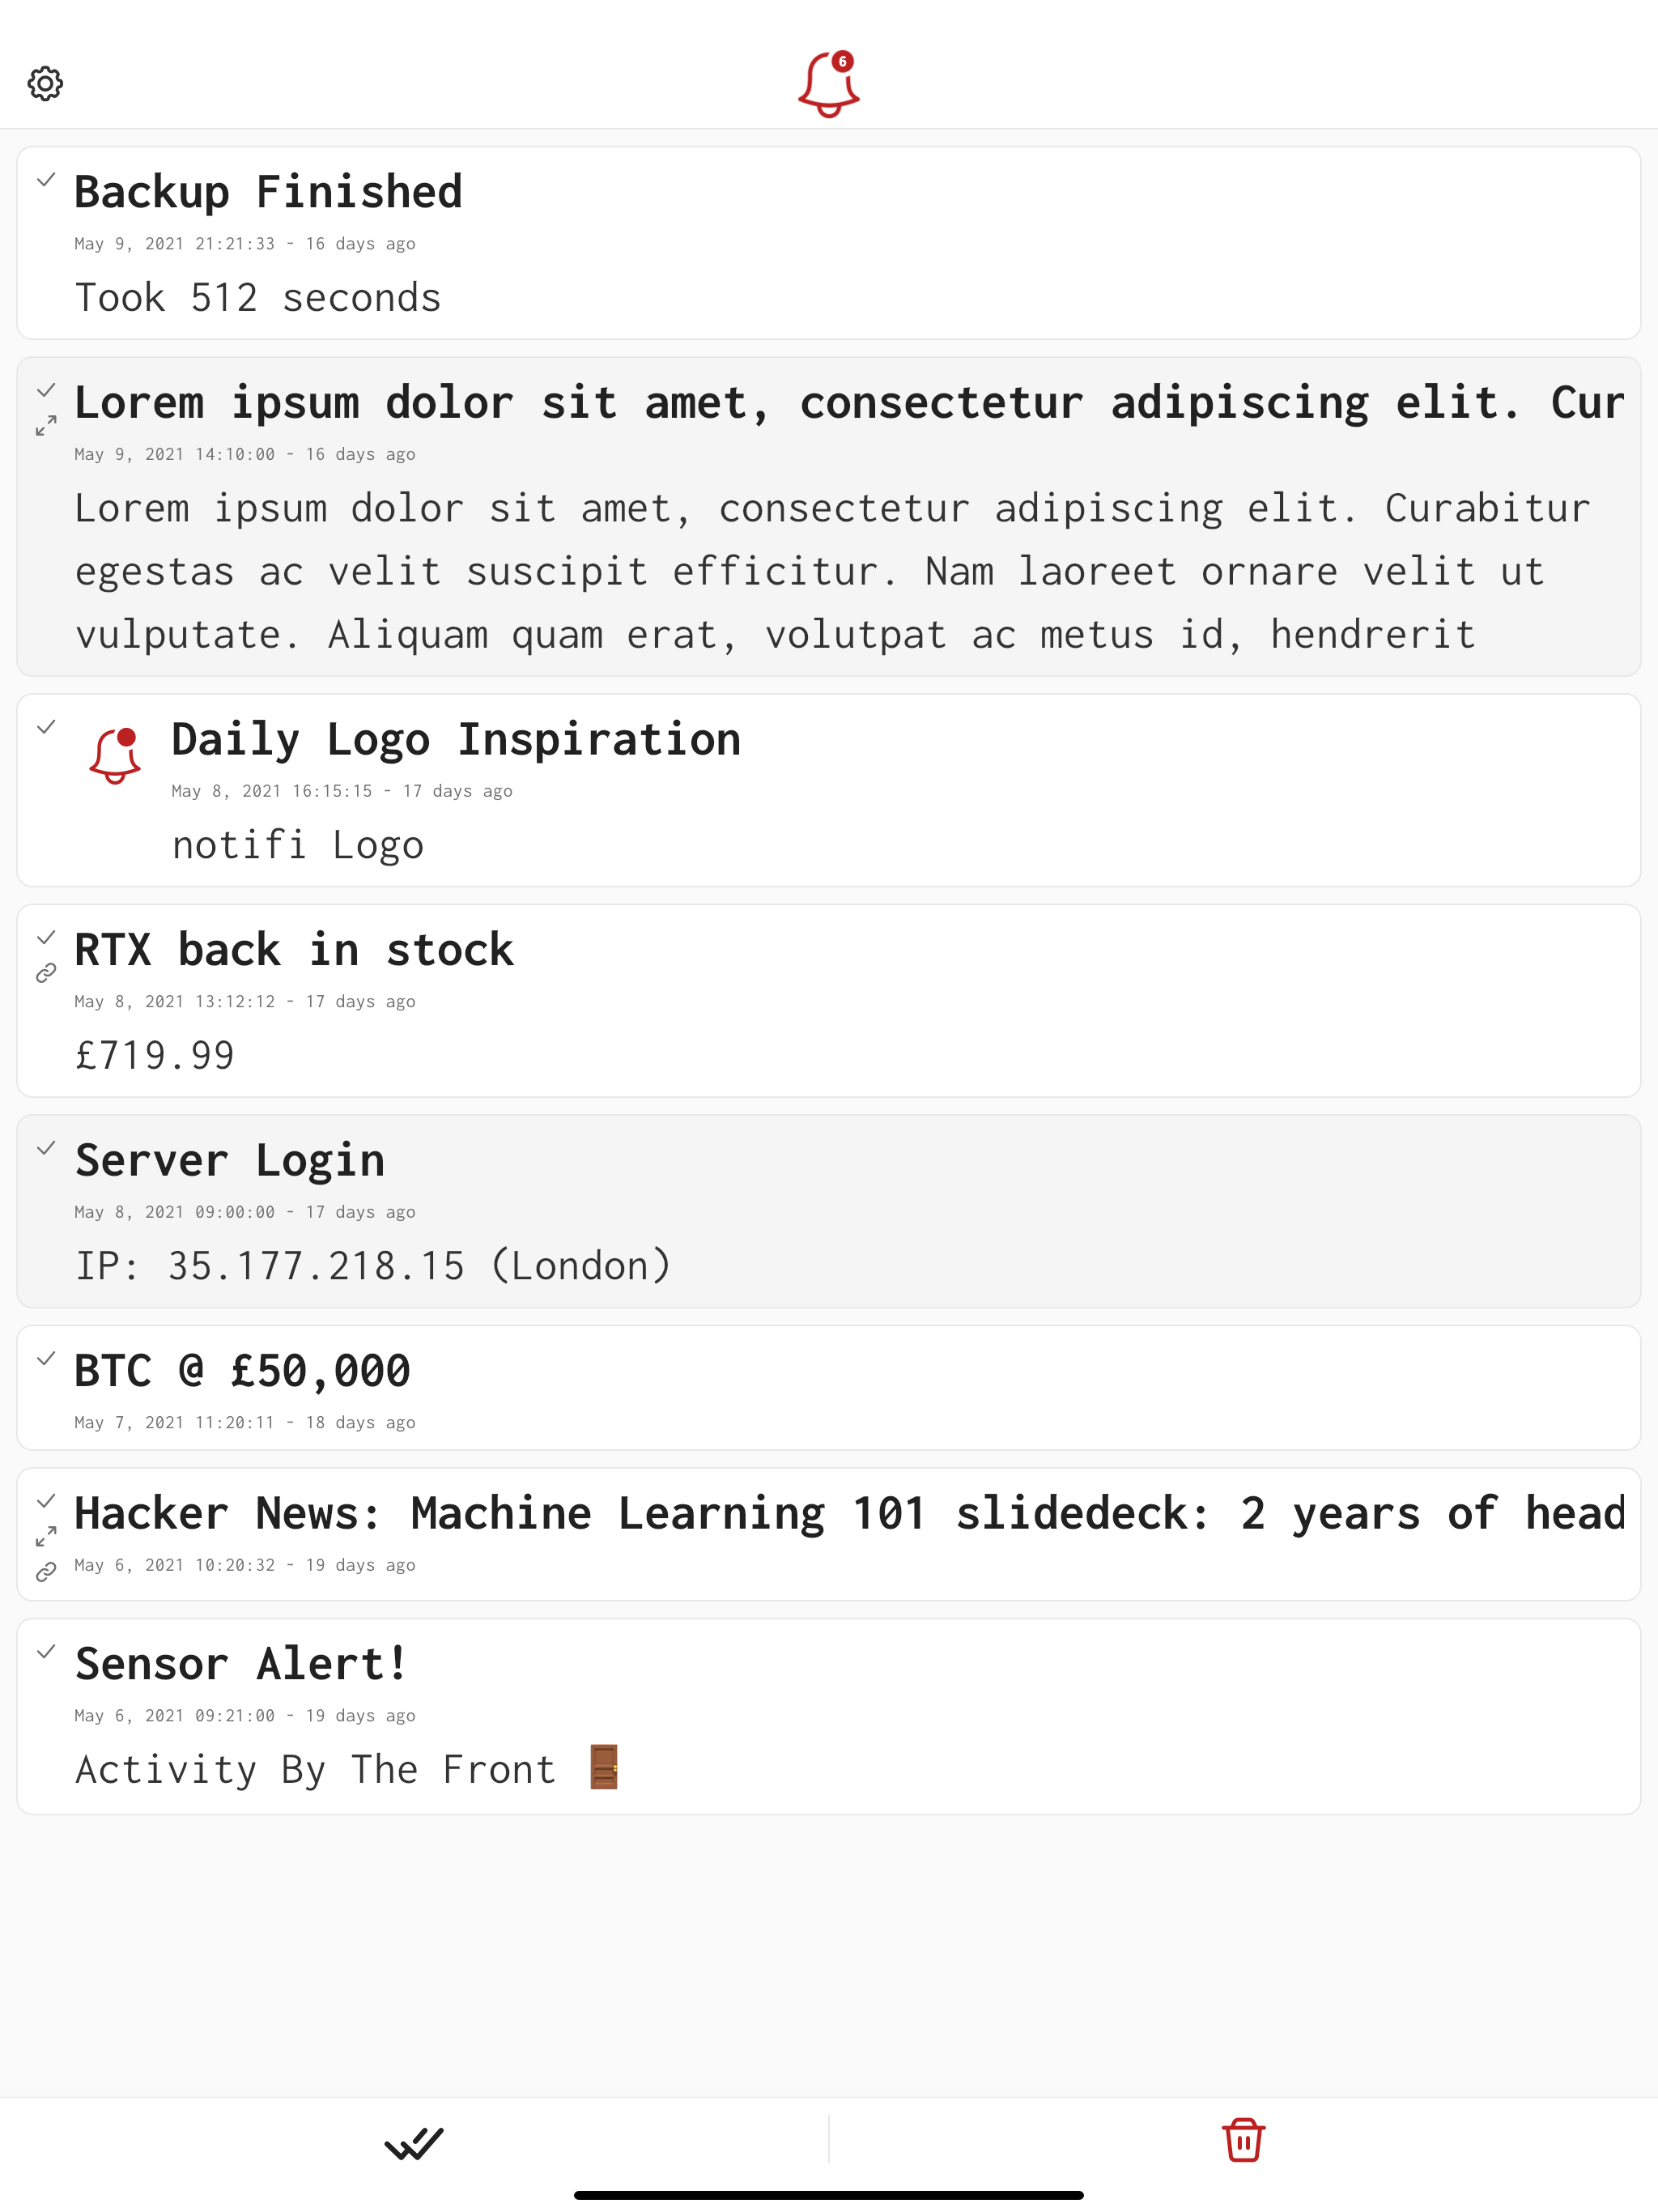 6
Backup Finished
May 9, 2021 21:21:33 - 16 days ago
Took 512 seconds
Lorem ipsum dolor sit amet, consectetur adipiscing elit. Cur
May 9, 2021 14:10:00 - 16 days ago
Lorem ipsum dolor sit amet, consectetur adipiscing elit. Curabitur
egestas ac velit suscipit efficitur. Nam laoreet ornare velit ut
vulputate. Aliquam quam erat, volutpat ac metus id, hendrerit
Daily Logo Inspiration
May 8, 2021 16:15:15 - 17 days ago
notifi Logo
RTX back in stock
May 8, 2021 13:12:12 - 17 days ago
£719.99
Server Login
May 8, 2021 09:00:00 - 17 days ago
IP: 35.177.218.15 (London)
BTC @ £50,000
May 7, 2021 11:20:11 - 18 days ago
Hacker News: Machine Learning 101 slidedeck: 2 years of head
May 6, 2021 10:20:32 - 19 days ago
Sensor Alert!
May 6, 2021 09:21:00 - 19 days ago
Activity By The Front 🚪